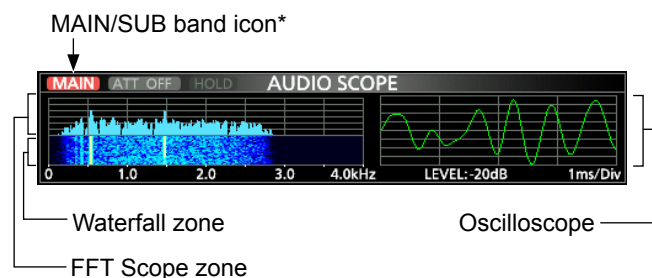 MAIN/SUB band icon*
MAIN ATT OFF HOLD AUDIO SCOPE
0 1.0 2.0 3.0 4.0kHz LEVEL:-20dB 1ms/Div
Waterfall zone Oscilloscope
FFT Scope zone